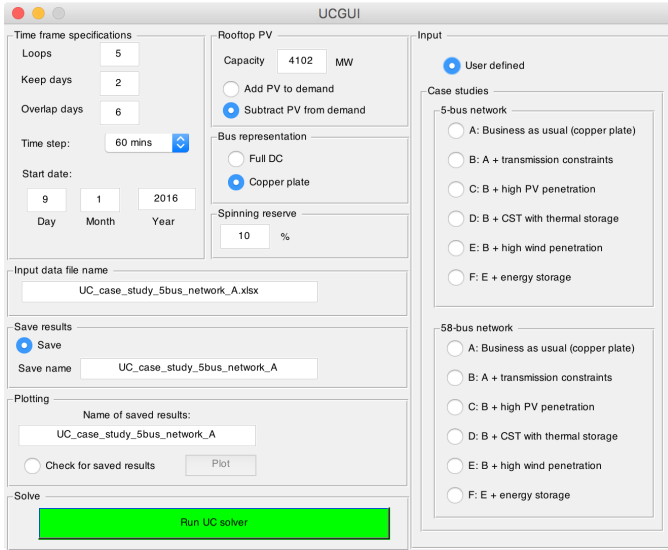 UCGUI
Time frame specifications
Loops 5
Keep days 2
Overlap days 6
Time step: 60 mins
Start date:
9 1 2016
Day Month Year
Rooftop PV
Capacity 4102 MW
Add PV to demand
Subtract PV from demand
Bus representation
Full DC
Copper plate
Spinning reserve
10 %
Input data file name
UC_case_study_5bus_network_A.xlsx
Save results
Save
Save name UC_case_study_5bus_network_A
Plotting
Name of saved results:
UC_case_study_5bus_network_A
Check for saved results Plot
Solve
Run UC solver
Input
User defined
Case studies
5-bus network
A: Business as usual (copper plate)
B: A + transmission constraints
C: B + high PV penetration
D: B + CST with thermal storage
E: B + high wind penetration
F: E + energy storage
58-bus network
A: Business as usual (copper plate)
B: A + transmission constraints
C: B + high PV penetration
D: B + CST with thermal storage
E: B + high wind penetration
F: E + energy storage